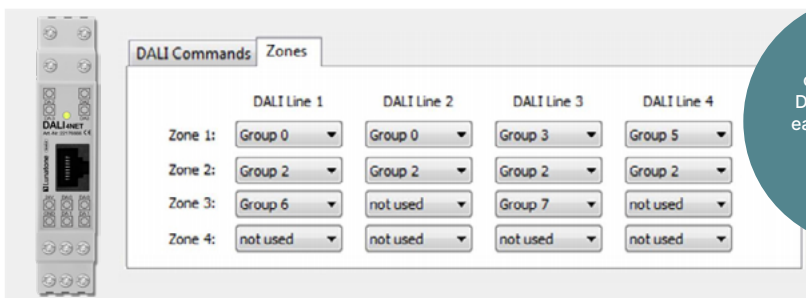 DALI Commands Zones
DALI Line 1 DALI Line 2 DALI Line 3 DALI Line 4
Zone 1: Group 0 Group 0 Group 3 Group 5
Zone 2: Group 2 Group 2 Group 2 Group 2
Zone 3: Group 6 not used Group 7 not used
Zone 4: not used not used not used not used
DALI 4NET
Lunatone